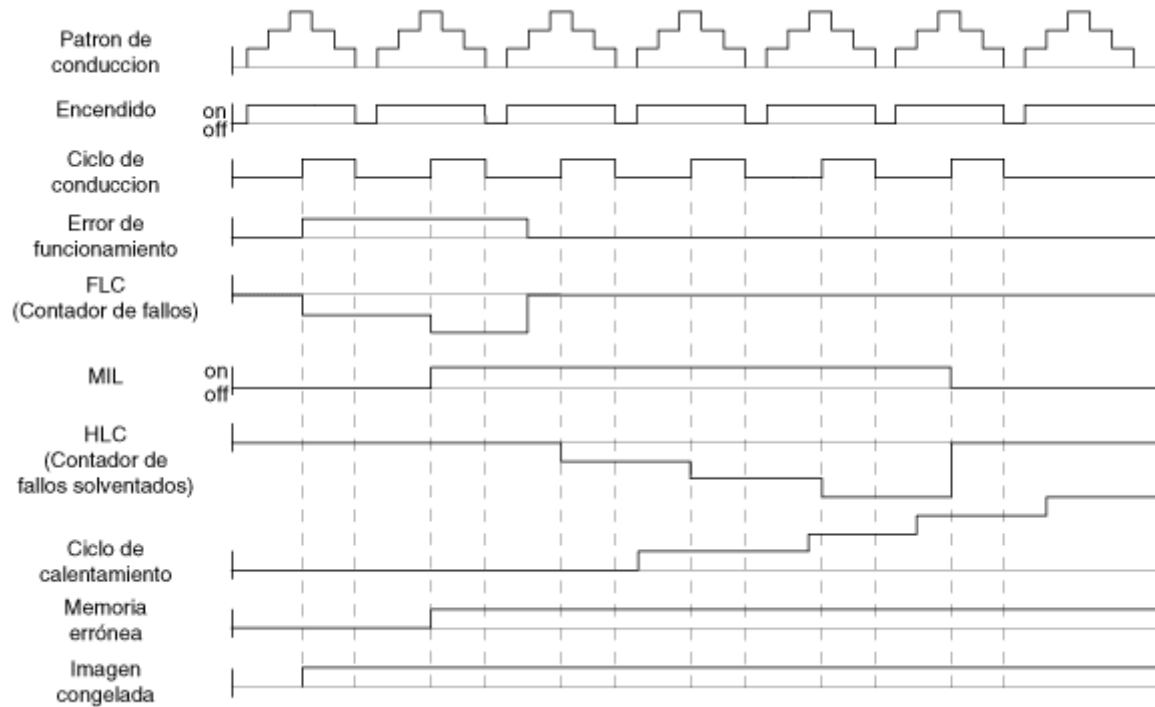 Patron de
conduccion
Encendido
on
off
Ciclo de
conduccion
Error de
funcionamiento
FLC
(Contador de fallos)
MIL
on
off
HLC
(Contador de
fallos solventados)
Ciclo de
calentamiento
Memoria
errónea
Imagen
congelada